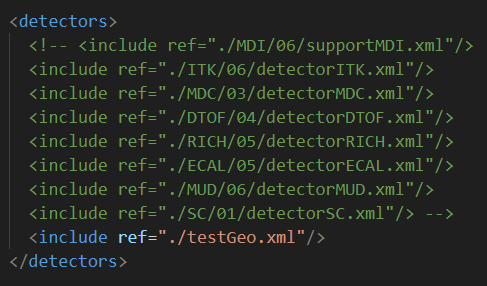 <detectors>
<!-- <include ref="./MDI/06/supportMDI.xml"/>
<include ref="./ITK/06/detectorITK.xml"/>
<include ref="./MDC/03/detectorMDC.xml"/>
<include ref="./DTOF/04/detectorDTOF.xml"/>
<include ref="./RICH/05/detectorRICH.xml"/>
<include ref="./ECAL/05/detectorECAL.xml"/>
<include ref="./MUD/06/detectorMUD.xml"/>
<include ref="./SC/01/detectorSC.xml"/> -->
<include ref="./testGeo.xml"/>
</detectors>